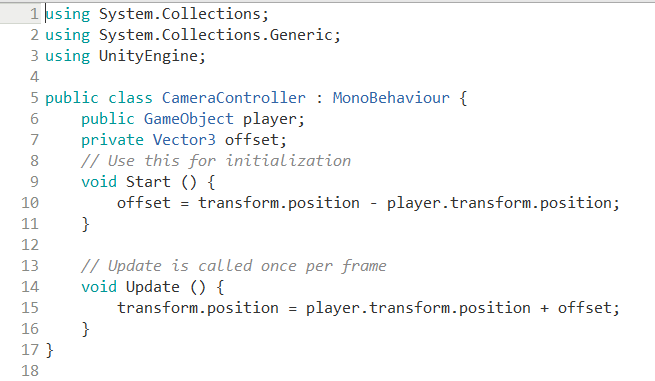 1 using System.Collections;
2 using System.Collections.Generic;
3 using UnityEngine;
4
5 public class CameraController : MonoBehaviour {
6     public GameObject player;
7     private Vector3 offset;
8     // Use this for initialization
9     void Start () {
10         offset = transform.position - player.transform.position;
11     }
12
13     // Update is called once per frame
14     void Update () {
15         transform.position = player.transform.position + offset;
16     }
17 }
18